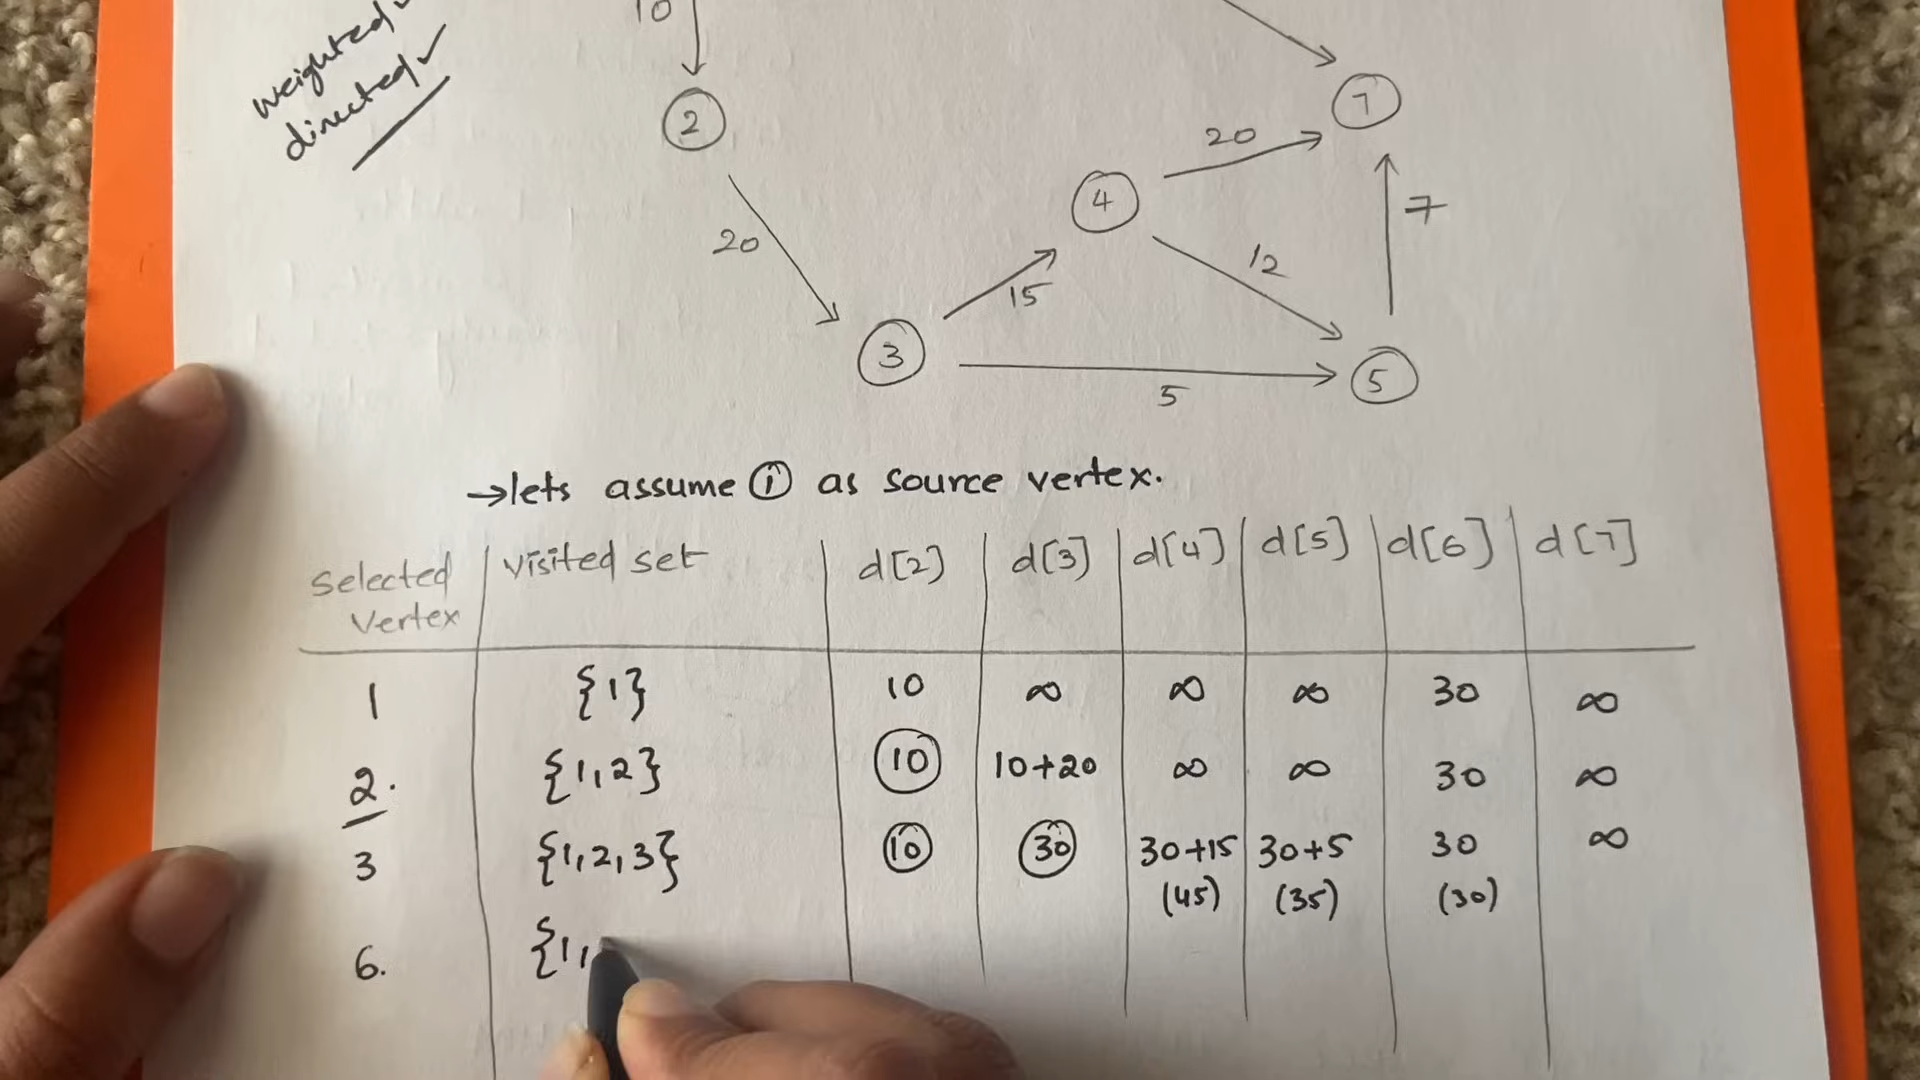 weighted ✓
directed ✓
10
2
20
3
15
4
20
12
5
5
7
7
→lets assume ① as source vertex.
Selected Vertex | visited set | d[2] | d[3] | d[4] | d[5] | d[6] | d[7]
1 {1} 10 ∞ ∞ ∞ 30 ∞
2. {1,2} 10 10+20 ∞ ∞ 30 ∞
3 {1,2,3} 10 30 30+15 30+5 30 ∞
(45) (35) (30)
6. {1,